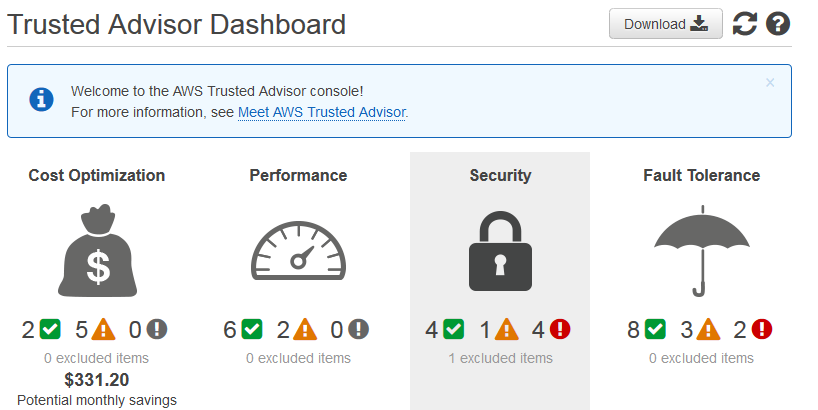 Trusted Advisor Dashboard
Download
?
i
Welcome to the AWS Trusted Advisor console!
×
For more information, see Meet AWS Trusted Advisor.
Cost Optimization
Performance
Security
Fault Tolerance
$
2 5 ! 0 !
6 2 ! 0 !
4 1 ! 4 !
8 3 ! 2 !
0 excluded items
0 excluded items
1 excluded items
0 excluded items
$331.20
Potential monthly savings